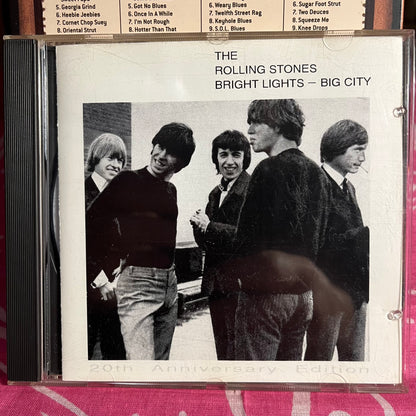 5. Georgia Grind
6. Heebie Jeebies
7. Cornet Chop Suey
8. Oriental Strut
5. Got No Blues
6. Once In A While
7. I'm Not Rough
8. Hotter Than That
6. Weary Blues
7. Twelfth Street Rag
8. Keyhole Blues
9. S.O.L. Blues
6. Sugar Foot Strut
7. Two Deuces
8. Squeeze Me
9. Knee Drops
THE
ROLLING STONES
BRIGHT LIGHTS – BIG CITY
20th Anniversary Edition